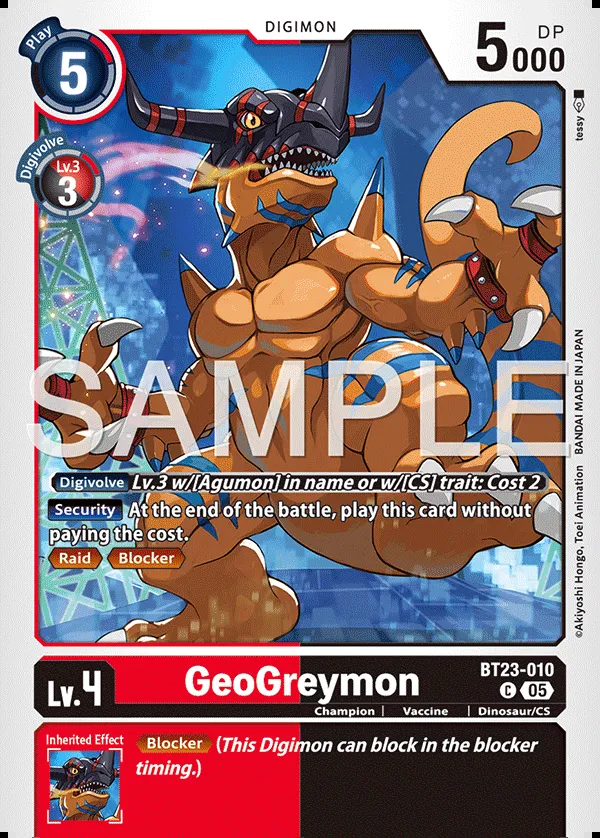 DIGIMON
Play
5
5000
DP
Digivolve
Lv.3
3
tessy
SAMPLE
Digivolve Lv.3 w/[Agumon] in name or w/[CS] trait: Cost 2
Security At the end of the battle, play this card without
paying the cost.
Raid Blocker
©Akiyoshi Hongo, Toei Animation BANDAI MADE IN JAPAN
BT23-010
Lv.4 GeoGreymon
C 05
Champion | Vaccine | Dinosaur/CS
Inherited Effect
Blocker (This Digimon can block in the blocker
timing.)